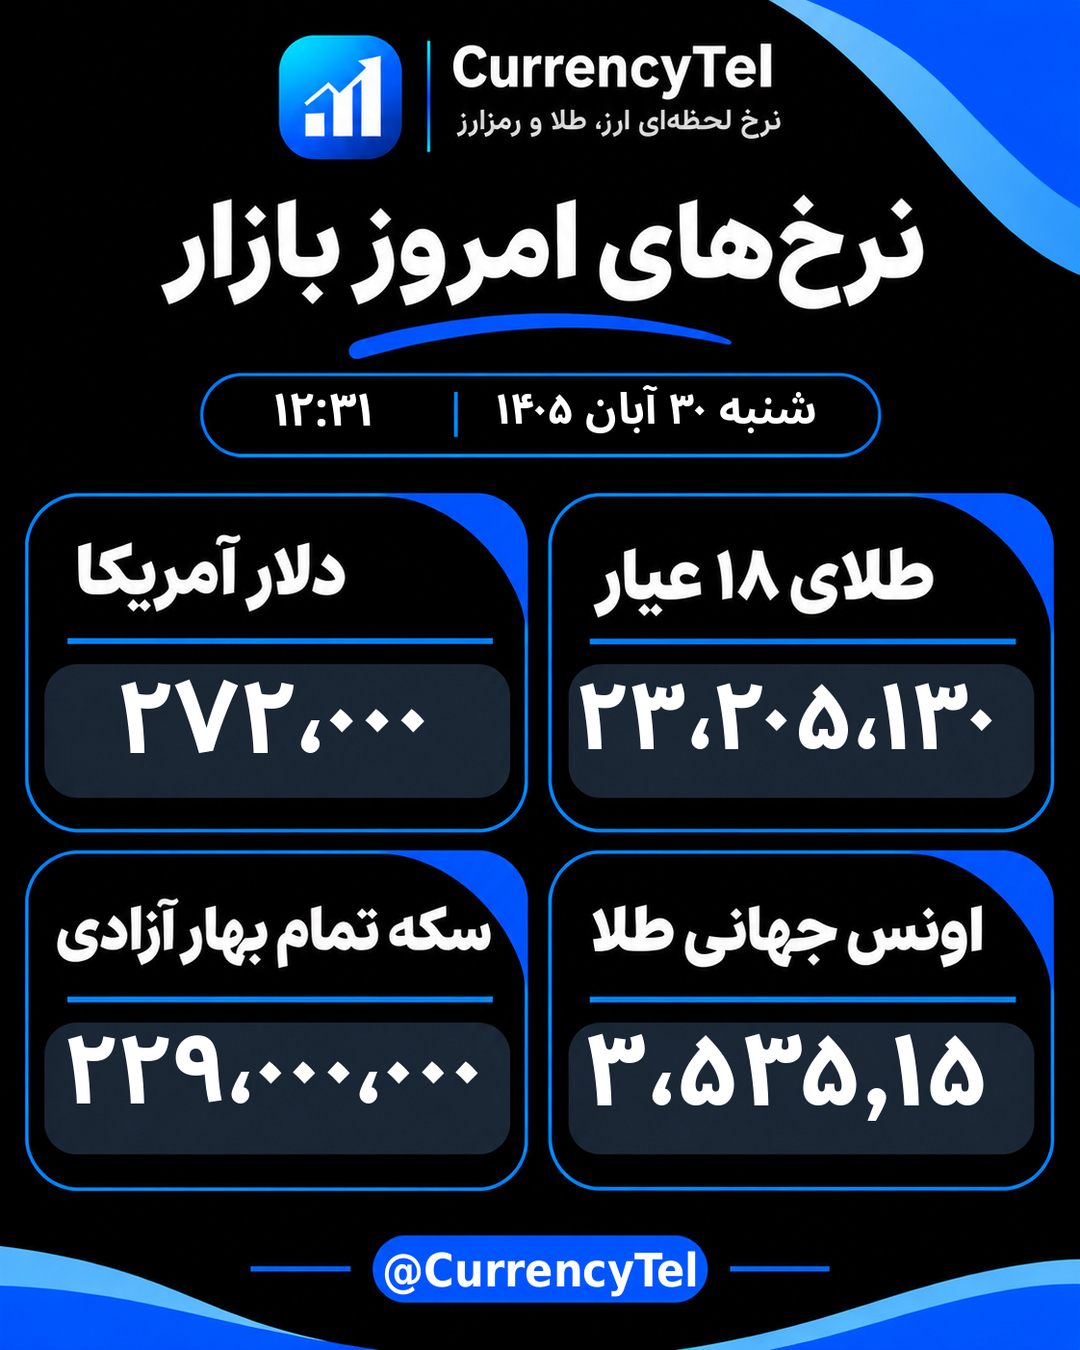 CurrencyTel
نرخ لحظه‌ای ارز، طلا و رمزارز
نرخ‌های امروز بازار
شنبه ۳۰ آبان ۱۴۰۵ | ۱۲:۳۱
طلای ۱۸ عیار
۲۳،۲۰۵،۱۳۰
دلار آمریکا
۲۷۲،۰۰۰
اونس جهانی طلا
۳،۵۳۵,۱۵
سکه تمام بهار آزادی
۲۲۹،۰۰۰،۰۰۰
@CurrencyTel